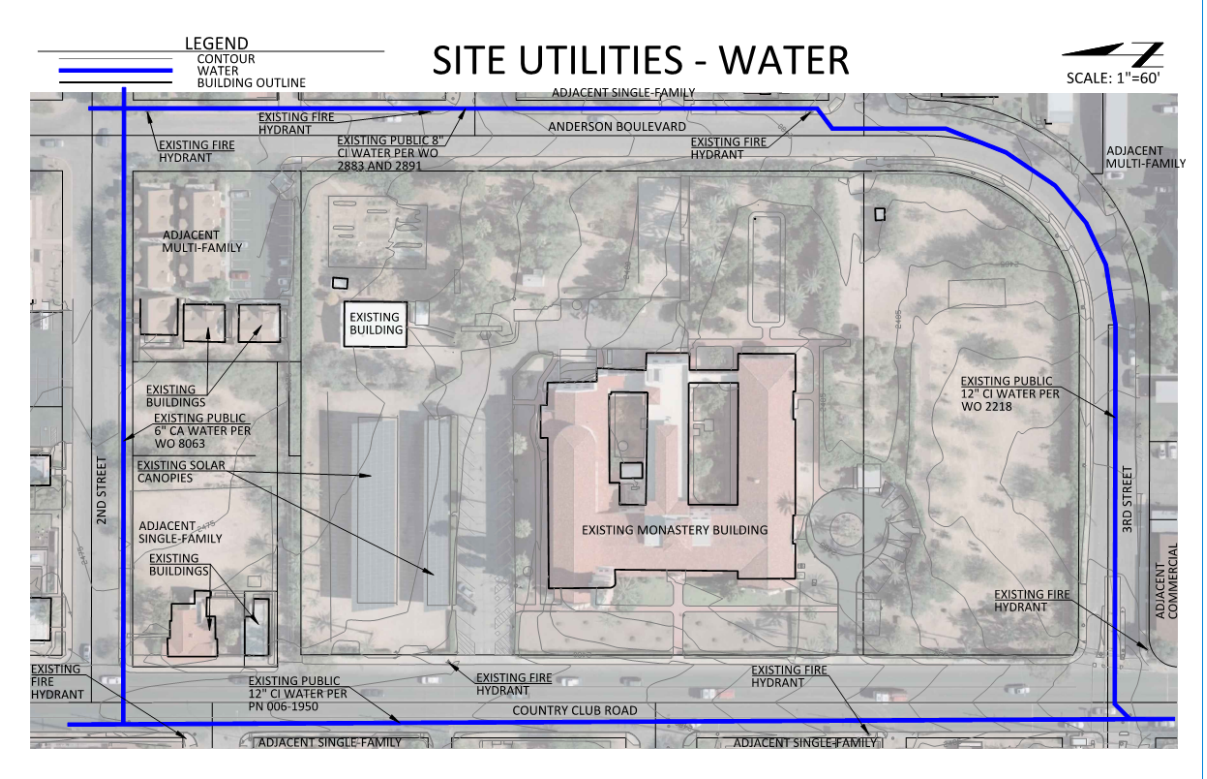 LEGEND
CONTOUR
WATER
BUILDING OUTLINE
SITE UTILITIES - WATER
SCALE: 1"=60'
ADJACENT SINGLE-FAMILY
EXISTING FIRE
HYDRANT
ANDERSON BOULEVARD
EXISTING FIRE
HYDRANT
EXISTING PUBLIC 8"
CI WATER PER WO
2883 AND 2891
EXISTING FIRE
HYDRANT
ADJACENT
MULTI-FAMILY
ADJACENT
MULTI-FAMILY
EXISTING
BUILDING
EXISTING
BUILDINGS
EXISTING PUBLIC
6" CA WATER PER
WO 8063
EXISTING PUBLIC
12" CI WATER PER
WO 2218
2485
EXISTING SOLAR
CANOPIES
2ND STREET
3RD STREET
2475
ADJACENT
SINGLE-FAMILY
EXISTING MONASTERY BUILDING
EXISTING
BUILDINGS
EXISTING FIRE
HYDRANT
ADJACENT
COMMERCIAL
EXISTING
FIRE
HYDRANT
EXISTING PUBLIC
12" CI WATER PER
PN 006-1950
EXISTING FIRE
HYDRANT
EXISTING FIRE
HYDRANT
COUNTRY CLUB ROAD
ADJACENT SINGLE-FAMILY
ADJACENT SINGLE-FAMILY